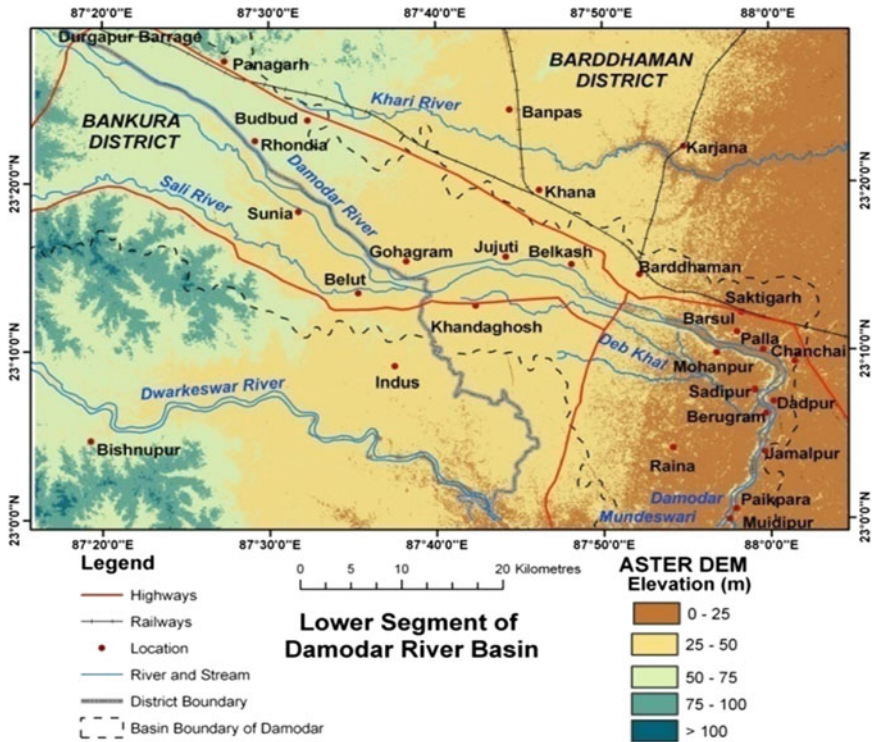 87°20'0"E 87°30'0"E 87°40'0"E 87°50'0"E 88°0'0"E
Durgapur Barrage
Panagarh
BARDDHAMAN
DISTRICT
Khari River
Banpas
BANKURA
DISTRICT
Budbud
Rhondia
Karjana
Damodar River
23°20'0"N
23°20'0"N
Sali River
Khana
Sunia
Gohagram
Jujuti
Belkash
Barddhaman
Belut
Saktigarh
Khandaghosh
Barsul
Palla
Deb Khal
Chanchai
23°10'0"N
23°10'0"N
Mohanpur
Indus
Dwarkeswar River
Sadipur
Dadpur
Berugram
Bishnupur
Raina
Jamalpur
Damodar
Paikpara
Mundeswari
Muidipur
23°0'0"N
23°0'0"N
87°20'0"E 87°30'0"E 87°40'0"E 87°50'0"E 88°0'0"E
Legend
Highways
Railways
Location
River and Stream
District Boundary
Basin Boundary of Damodar
0 5 10 20 Kilometres
Lower Segment of
Damodar River Basin
ASTER DEM
Elevation (m)
0 - 25
25 - 50
50 - 75
75 - 100
> 100